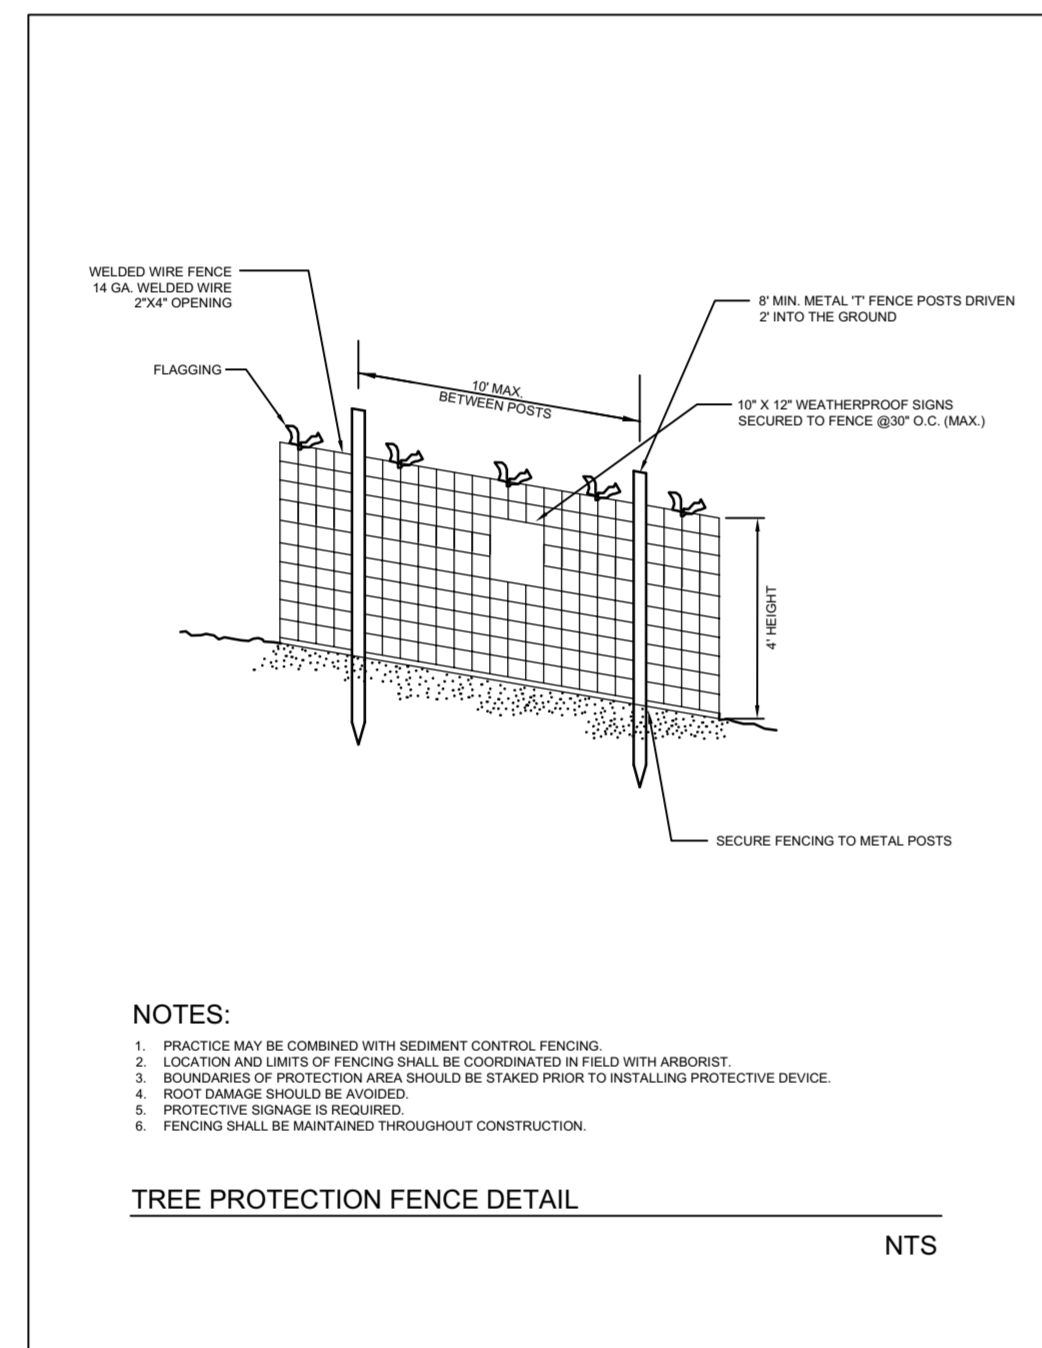 WELDED WIRE FENCE
14 GA. WELDED WIRE
2"X4" OPENING
8' MIN. METAL 'T' FENCE POSTS DRIVEN
2' INTO THE GROUND
FLAGGING
10' MAX.
BETWEEN POSTS
10" X 12" WEATHERPROOF SIGNS
SECURED TO FENCE @30" O.C. (MAX.)
4' HEIGHT
SECURE FENCING TO METAL POSTS
NOTES:
1. PRACTICE MAY BE COMBINED WITH SEDIMENT CONTROL FENCING.
2. LOCATION AND LIMITS OF FENCING SHALL BE COORDINATED IN FIELD WITH ARBORIST.
3. BOUNDARIES OF PROTECTION AREA SHOULD BE STAKED PRIOR TO INSTALLING PROTECTIVE DEVICE.
4. ROOT DAMAGE SHOULD BE AVOIDED.
5. PROTECTIVE SIGNAGE IS REQUIRED.
6. FENCING SHALL BE MAINTAINED THROUGHOUT CONSTRUCTION.
TREE PROTECTION FENCE DETAIL
NTS